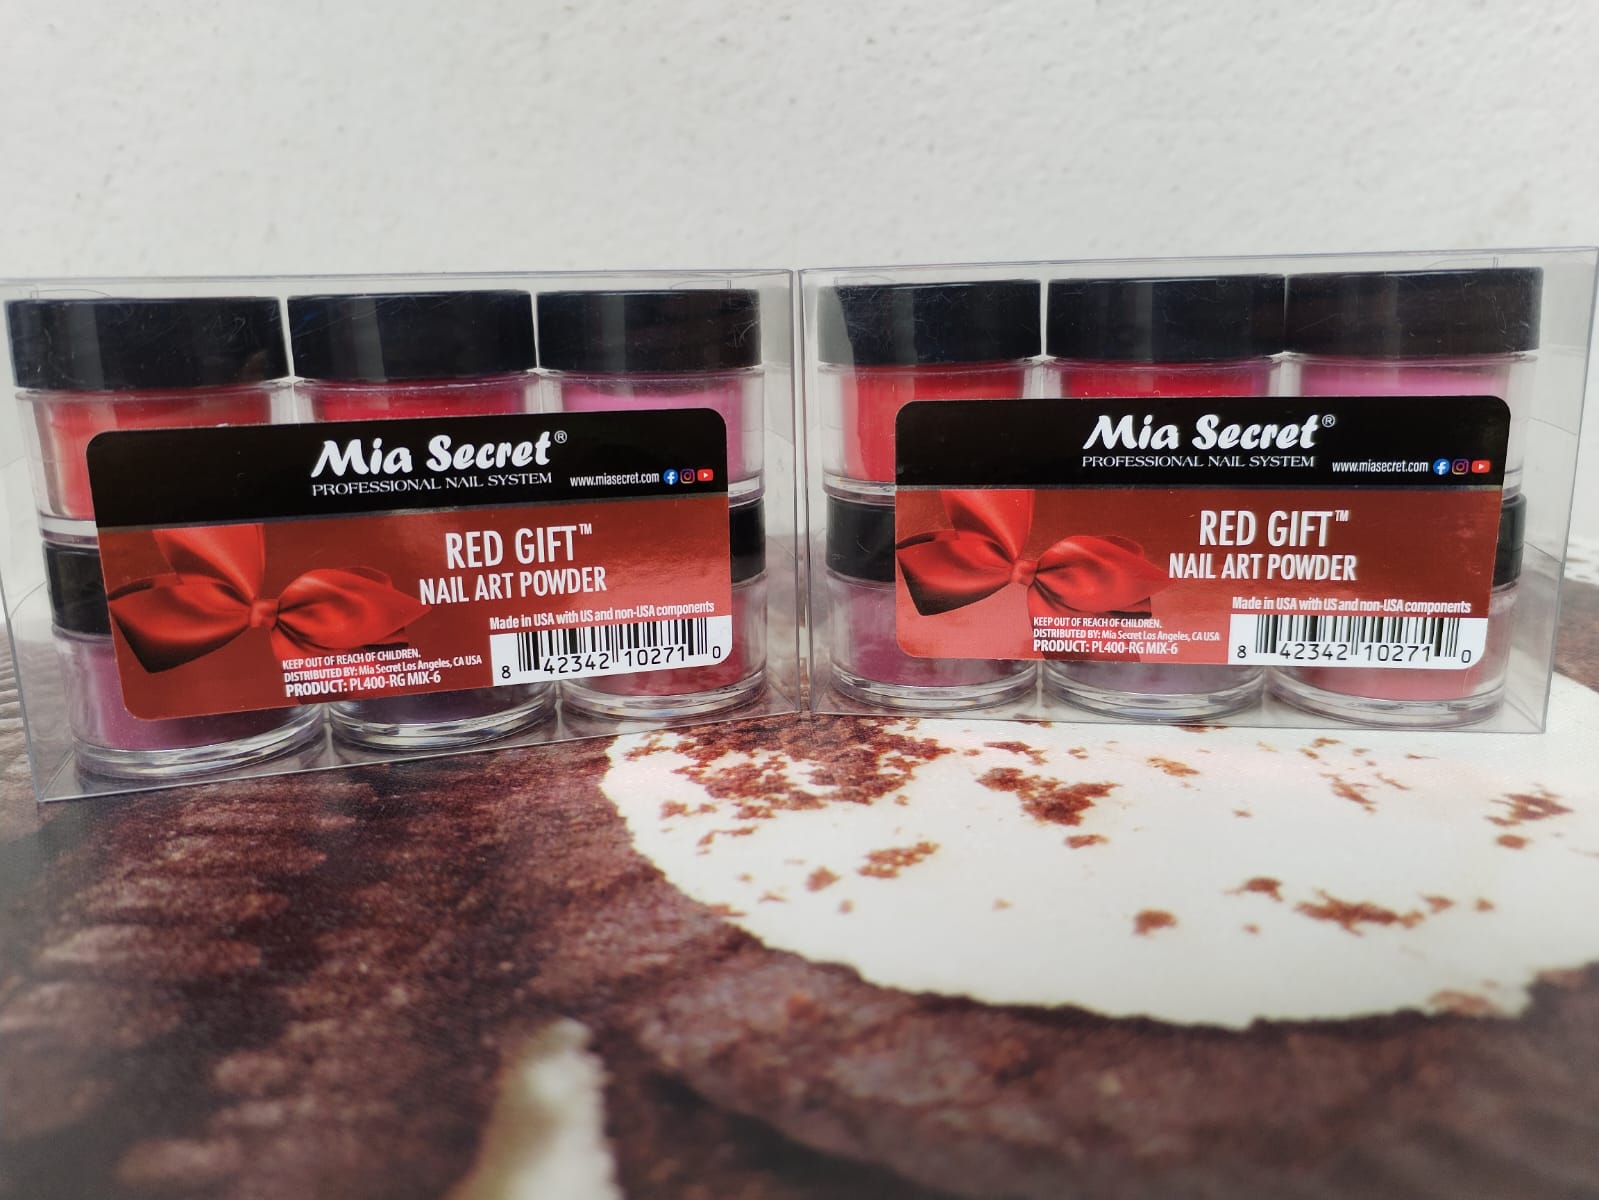 Mia Secret®
PROFESSIONAL NAIL SYSTEM
www.miasecret.com
RED GIFT™
NAIL ART POWDER
Made in USA with US and non-USA components
KEEP OUT OF REACH OF CHILDREN.
DISTRIBUTED BY: Mia Secret Los Angeles, CA USA
PRODUCT: PL400-RG MIX-6
8 42342 10271 0
Mia Secret®
PROFESSIONAL NAIL SYSTEM
www.miasecret.com
RED GIFT™
NAIL ART POWDER
Made in USA with US and non-USA components
KEEP OUT OF REACH OF CHILDREN.
DISTRIBUTED BY: Mia Secret Los Angeles, CA USA
PRODUCT: PL400-RG MIX-6
8 42342 10271 0